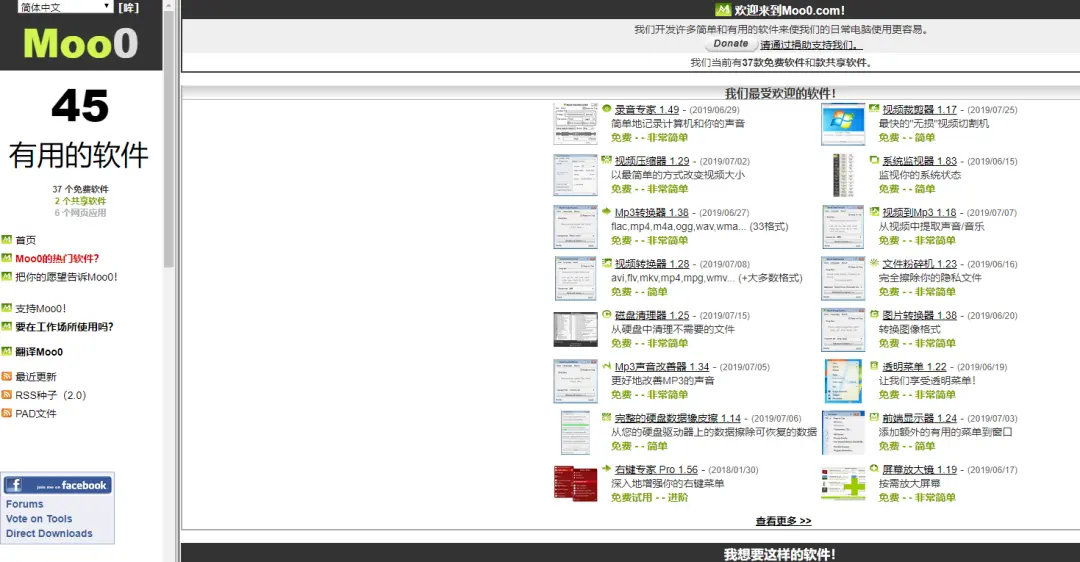 简体中文 [哞]
Moo0
45
有用的软件
37 个免费软件
2 个共享软件
6 个网页应用
首页
Moo0的热门软件?
把你的愿望告诉Moo0!
支持Moo0!
要在工作场所使用吗?
翻译Moo0
最近更新
RSS种子（2.0）
PAD文件
join me on facebook
Forums
Vote on Tools
Direct Downloads
欢迎来到Moo0.com!
我们开发许多简单和有用的软件来使我们的日常电脑使用更容易。
Donate 请通过捐助支持我们。
我们当前有37款免费软件和款共享软件。
我们最受欢迎的软件!
录音专家 1.49 - (2019/06/29)
简单地记录计算机和你的声音
免费 - - 非常简单
视频裁剪器 1.17 - (2019/07/25)
最快的"无损"视频切割机
免费 - - 非常简单
视频压缩器 1.29 - (2019/07/02)
以最简单的方式改变视频大小
免费 - - 非常简单
系统监视器 1.83 - (2019/06/15)
监视你的系统状态
免费 - - 简单
Mp3转换器 1.38 - (2019/06/27)
flac,mp4,m4a,ogg,wav,wma... (33格式)
免费 - - 非常简单
视频到Mp3 1.18 - (2019/07/07)
从视频中提取声音/音乐
免费 - - 非常简单
视频转换器 1.28 - (2019/07/08)
avi,flv,mkv,mp4,mpg,wmv... (+大多数格式)
免费 - - 简单
文件粉碎机 1.23 - (2019/06/16)
完全擦除你的隐私文件
免费 - - 非常简单
磁盘清理器 1.25 - (2019/07/15)
从硬盘中清理不需要的文件
免费 - - 非常简单
图片转换器 1.38 - (2019/06/20)
转换图像格式
免费 - - 非常简单
Mp3声音改善器 1.34 - (2019/07/05)
更好地改善MP3的声音
免费 - - 非常简单
透明菜单 1.22 - (2019/06/19)
让我们享受透明菜单!
免费 - - 非常简单
完整的硬盘数据橡皮擦 1.14 - (2019/07/06)
从您的硬盘驱动器上的数据擦除可恢复的数据
免费 - - 简单
前端显示器 1.24 - (2019/07/03)
添加额外的有用的菜单到窗口
免费 - - 简单
右键专家 Pro 1.56 - (2018/01/30)
深入地增强你的右键菜单
免费试用 - - 进阶
屏幕放大镜 1.19 - (2019/06/17)
按需放大屏幕
免费 - - 非常简单
查看更多 >>
我想要这样的软件!